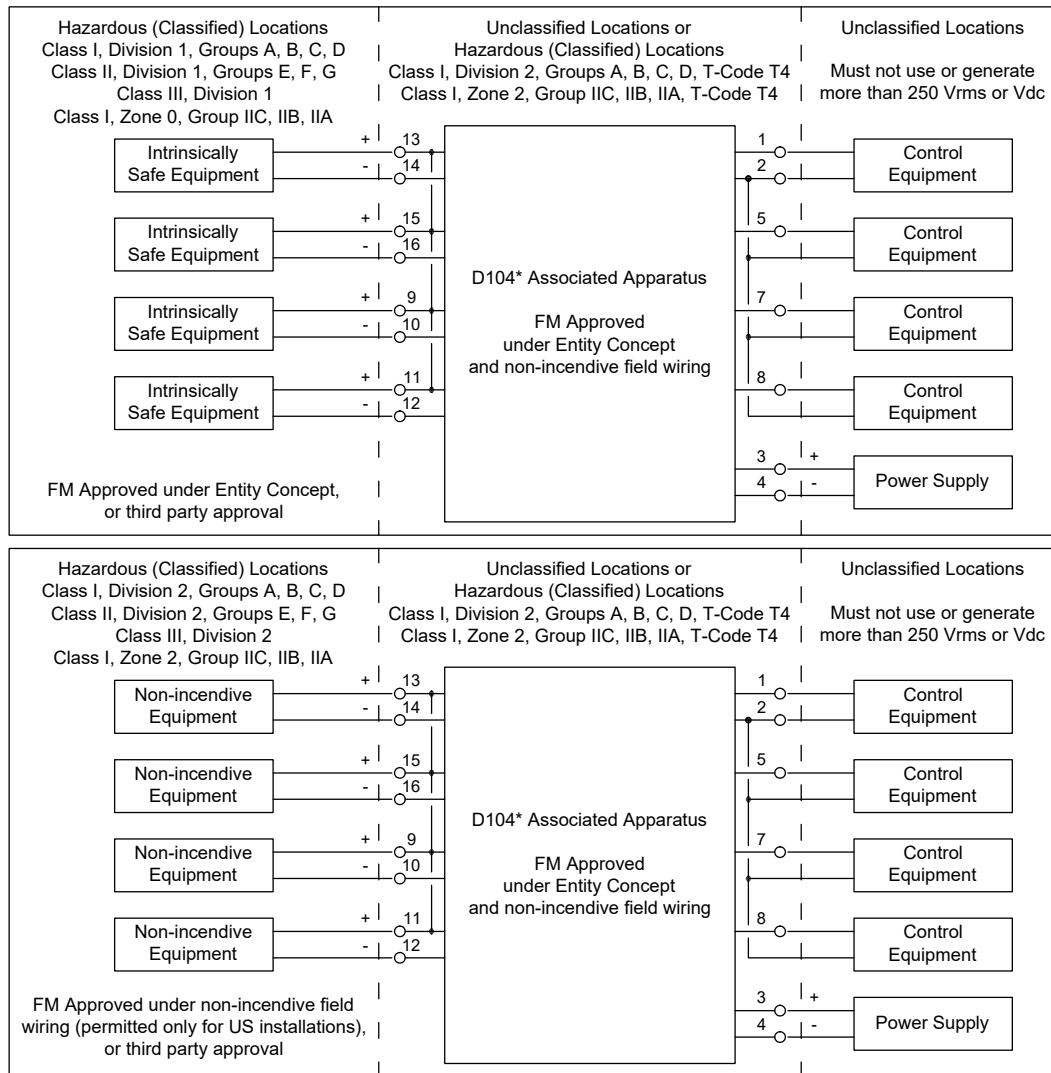 Hazardous (Classified) Locations
Class I, Division 1, Groups A, B, C, D
Class II, Division 1, Groups E, F, G
Class III, Division 1
Class I, Zone 0, Group IIC, IIB, IIA
Unclassified Locations or
Hazardous (Classified) Locations
Class I, Division 2, Groups A, B, C, D, T-Code T4
Class I, Zone 2, Group IIC, IIB, IIA, T-Code T4
Unclassified Locations
Must not use or generate
more than 250 Vrms or Vdc
Intrinsically
Safe Equipment
+
-
13
14
Intrinsically
Safe Equipment
+
-
15
16
Intrinsically
Safe Equipment
+
-
9
10
Intrinsically
Safe Equipment
+
-
11
12
FM Approved under Entity Concept,
or third party approval
D104* Associated Apparatus
FM Approved
under Entity Concept
and non-incendive field wiring
1
2
Control
Equipment
5
Control
Equipment
7
Control
Equipment
8
Control
Equipment
3
4
+
-
Power Supply
Hazardous (Classified) Locations
Class I, Division 2, Groups A, B, C, D
Class II, Division 2, Groups E, F, G
Class III, Division 2
Class I, Zone 2, Group IIC, IIB, IIA
Unclassified Locations or
Hazardous (Classified) Locations
Class I, Division 2, Groups A, B, C, D, T-Code T4
Class I, Zone 2, Group IIC, IIB, IIA, T-Code T4
Unclassified Locations
Must not use or generate
more than 250 Vrms or Vdc
Non-incendive
Equipment
+
-
13
14
Non-incendive
Equipment
+
-
15
16
Non-incendive
Equipment
+
-
9
10
Non-incendive
Equipment
+
-
11
12
FM Approved under non-incendive field
wiring (permitted only for US installations),
or third party approval
D104* Associated Apparatus
FM Approved
under Entity Concept
and non-incendive field wiring
1
2
Control
Equipment
5
Control
Equipment
7
Control
Equipment
8
Control
Equipment
3
4
+
-
Power Supply